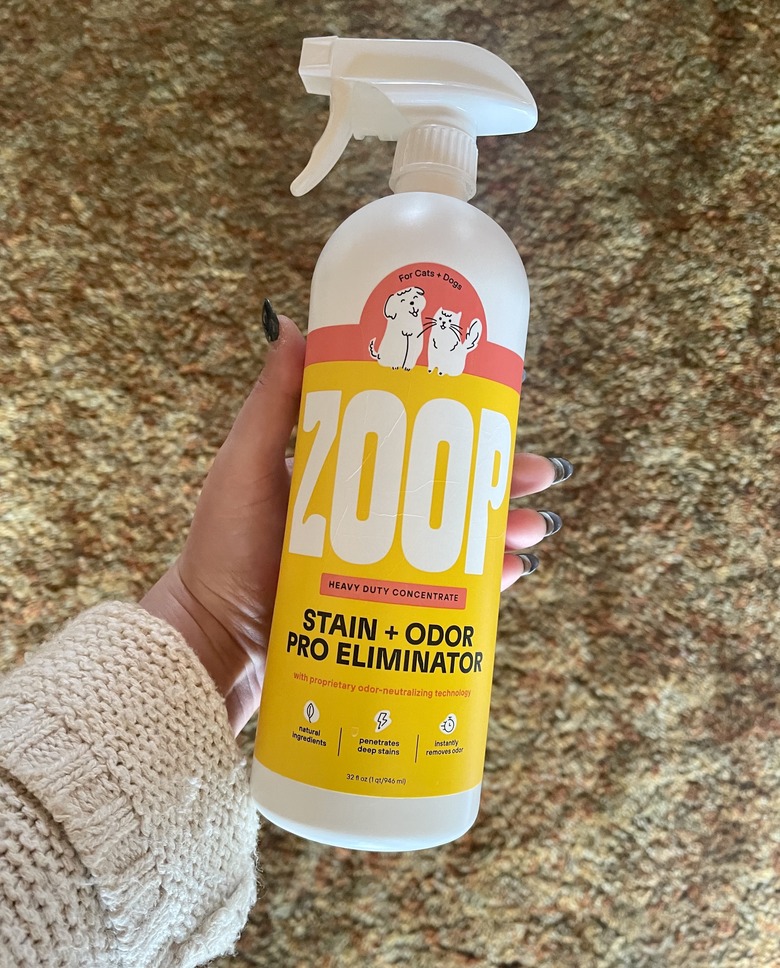 For Cats + Dogs
ZOOP
HEAVY DUTY CONCENTRATE
STAIN + ODOR
PRO ELIMINATOR
with proprietary odor-neutralizing technology
natural
ingredients
penetrates
deep stains
instantly
removes odor
32 fl oz (1 qt/946 ml)